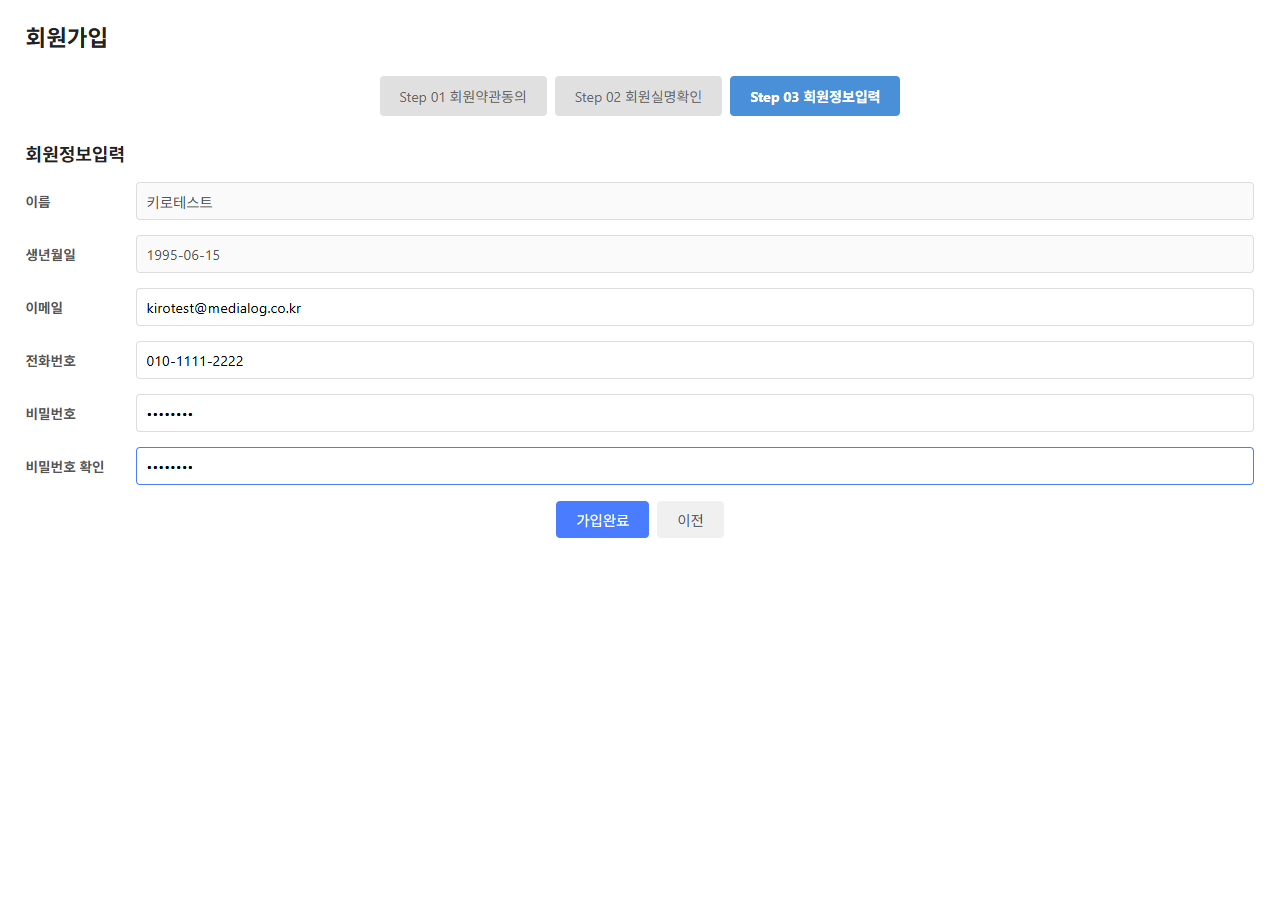 회원가입
Step 01 회원약관동의 Step 02 회원실명확인 Step 03 회원정보입력
회원정보입력
이름 키로테스트
생년월일 1995-06-15
이메일 kirotest@medialog.co.kr
전화번호 010-1111-2222
비밀번호 ••••••••
비밀번호 확인 ••••••••
가입완료 이전